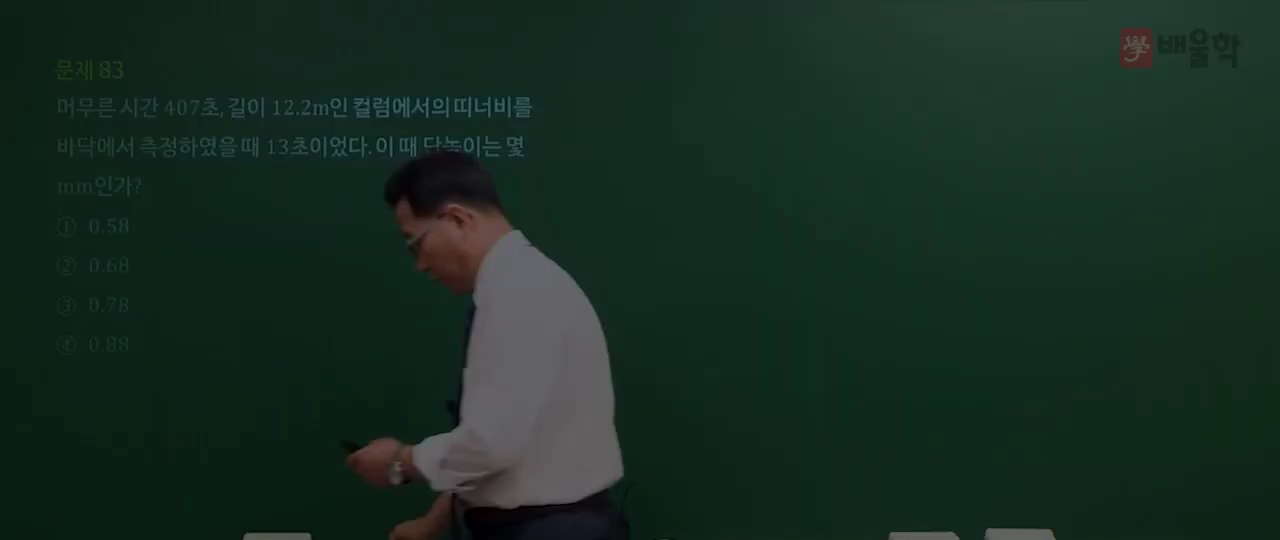 學 배울학
문제 83
머무른 시간 407초, 길이 12.2m인 컬럼에서의 띠너비를
바닥에서 측정하였을 때 13초이었다. 이 때 단높이는 몇
mm인가?
① 0.58
② 0.68
③ 0.78
④ 0.88